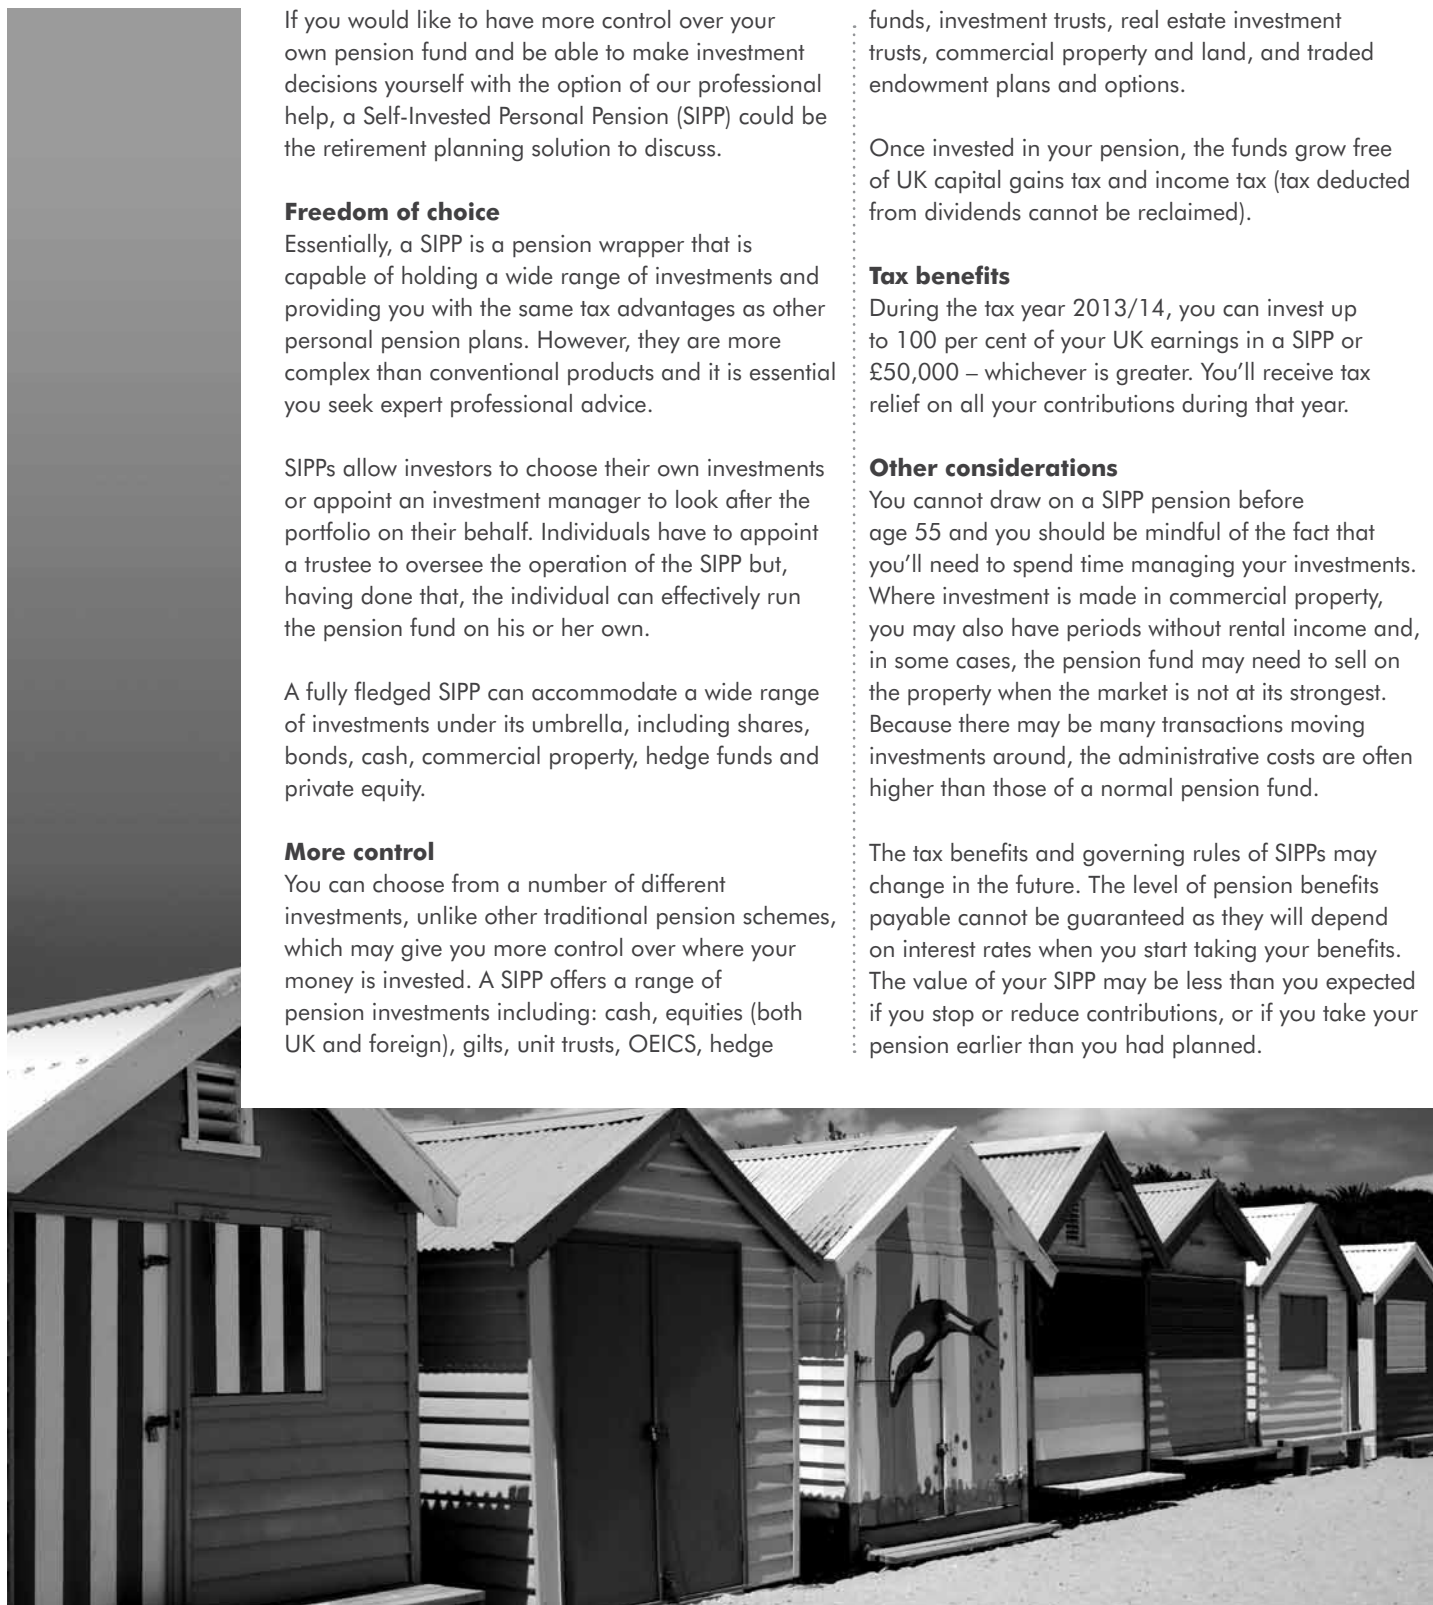 If you would like to have more control over your
own pension fund and be able to make investment
decisions yourself with the option of our professional
help, a Self-Invested Personal Pension (SIPP) could be
the retirement planning solution to discuss.
Freedom of choice
Essentially, a SIPP is a pension wrapper that is
capable of holding a wide range of investments and
providing you with the same tax advantages as other
personal pension plans. However, they are more
complex than conventional products and it is essential
you seek expert professional advice.
SIPPs allow investors to choose their own investments
or appoint an investment manager to look after the
portfolio on their behalf. Individuals have to appoint
a trustee to oversee the operation of the SIPP but,
having done that, the individual can effectively run
the pension fund on his or her own.
A fully fledged SIPP can accommodate a wide range
of investments under its umbrella, including shares,
bonds, cash, commercial property, hedge funds and
private equity.
More control
You can choose from a number of different
investments, unlike other traditional pension schemes,
which may give you more control over where your
money is invested. A SIPP offers a range of
pension investments including: cash, equities (both
UK and foreign), gilts, unit trusts, OEICS, hedge
funds, investment trusts, real estate investment
trusts, commercial property and land, and traded
endowment plans and options.
Once invested in your pension, the funds grow free
of UK capital gains tax and income tax (tax deducted
from dividends cannot be reclaimed).
Tax benefits
During the tax year 2013/14, you can invest up
to 100 per cent of your UK earnings in a SIPP or
£50,000 – whichever is greater. You’ll receive tax
relief on all your contributions during that year.
Other considerations
You cannot draw on a SIPP pension before
age 55 and you should be mindful of the fact that
you’ll need to spend time managing your investments.
Where investment is made in commercial property,
you may also have periods without rental income and,
in some cases, the pension fund may need to sell on
the property when the market is not at its strongest.
Because there may be many transactions moving
investments around, the administrative costs are often
higher than those of a normal pension fund.
The tax benefits and governing rules of SIPPs may
change in the future. The level of pension benefits
payable cannot be guaranteed as they will depend
on interest rates when you start taking your benefits.
The value of your SIPP may be less than you expected
if you stop or reduce contributions, or if you take your
pension earlier than you had planned.